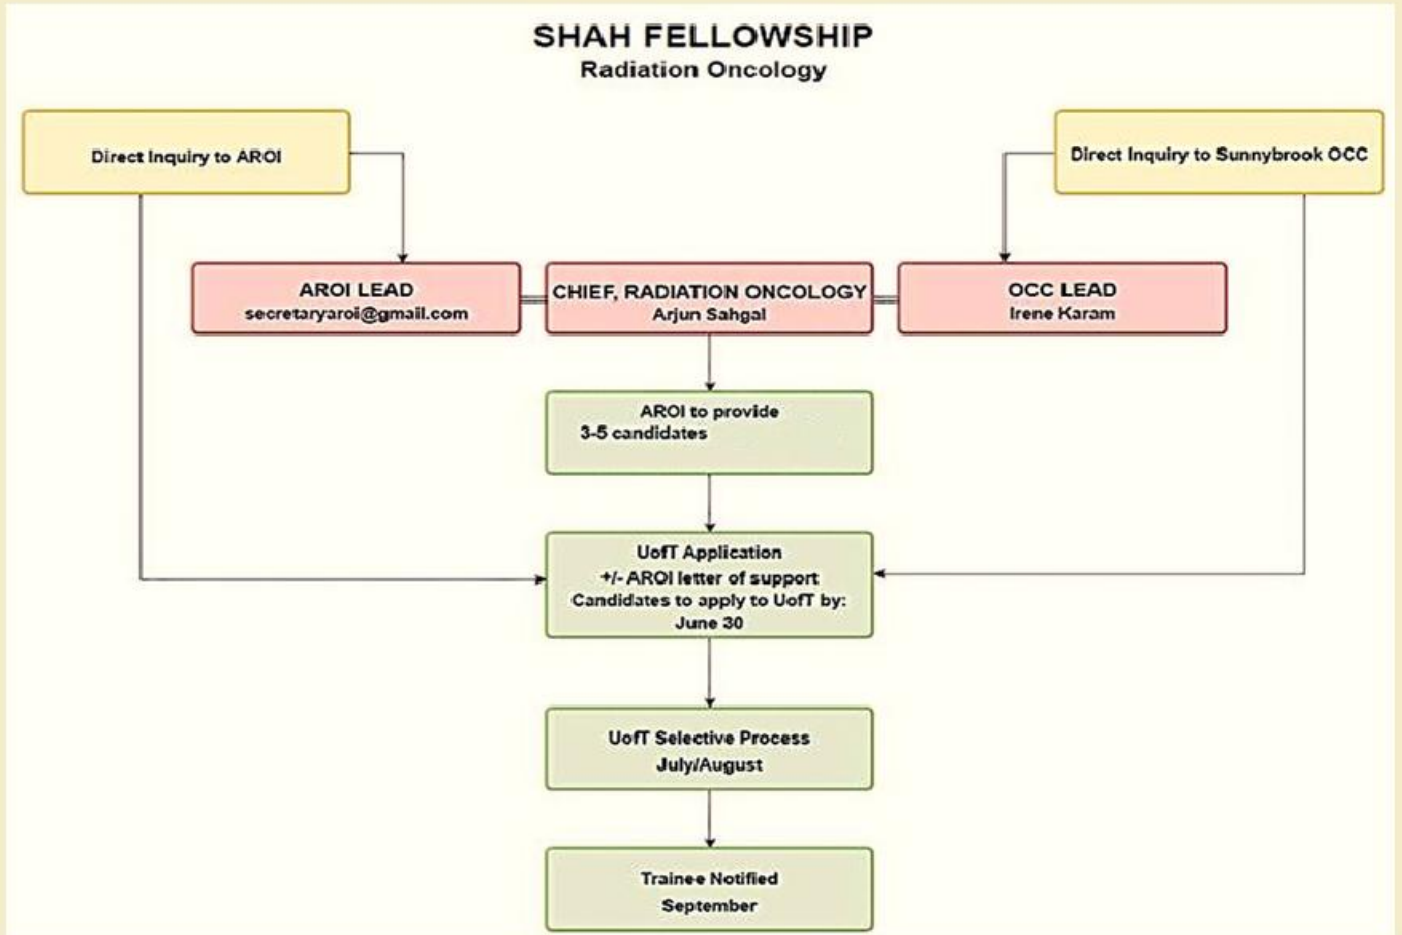 SHAH FELLOWSHIP
Radiation Oncology
Direct Inquiry to AROI
Direct Inquiry to Sunnybrook OCC
AROI LEAD
secretaryaroi@gmail.com
CHIEF, RADIATION ONCOLOGY
Arjun Sahgal
OCC LEAD
Irene Karam
AROI to provide
3-5 candidates
UofT Application
+/- AROI letter of support
Candidates to apply to UofT by:
June 30
UofT Selective Process
July/August
Trainee Notified
September